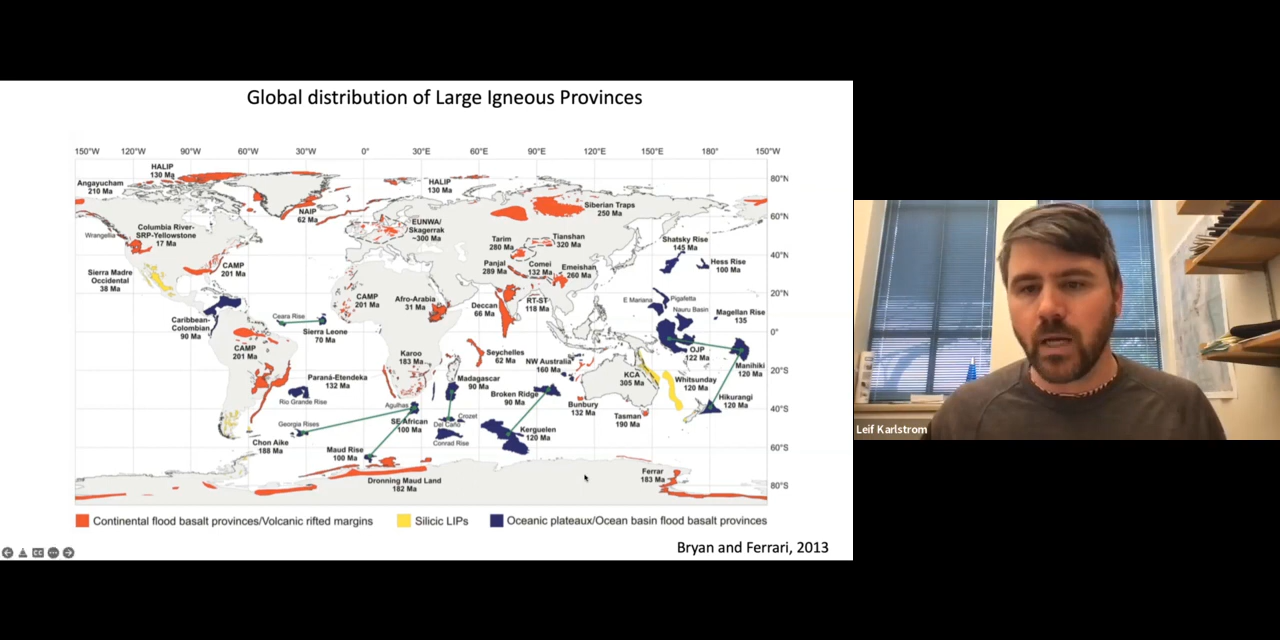 Global distribution of Large Igneous Provinces
150°W 120°W 90°W 60°W 30°W 0° 30°E 60°E 90°E 120°E 150°E 180° 150°W
HALIP
130 Ma
Angayucham
210 Ma
HALIP
130 Ma
80°N
NAIP
62 Ma
Siberian Traps
250 Ma
60°N
Wrangellia
Columbia River-
SRP-Yellowstone
17 Ma
EUNWA/
Skagerrak
~300 Ma
Tarim
280 Ma
Tianshan
320 Ma
Shatsky Rise
145 Ma
40°N
Sierra Madre
Occidental
38 Ma
CAMP
201 Ma
Panjal
289 Ma
Comei
132 Ma
Emeishan
260 Ma
Hess Rise
100 Ma
20°N
CAMP
201 Ma
Afro-Arabia
31 Ma
Deccan
66 Ma
RT-ST
118 Ma
E Mariana
Pigafetta
Nauru Basin
Magellan Rise
135
Caribbean-
Colombian
90 Ma
Ceara Rise
Sierra Leone
70 Ma
0°
CAMP
201 Ma
Karoo
183 Ma
Seychelles
62 Ma
NW Australia
160 Ma
OJP
122 Ma
Manihiki
120 Ma
20°S
Paraná-Etendeka
132 Ma
Rio Grande Rise
Madagascar
90 Ma
Broken Ridge
90 Ma
KCA
305 Ma
Whitsunday
120 Ma
Hikurangi
120 Ma
40°S
Agulhas
Georgia Rises
SE African
100 Ma
Del Caño
Crozet
Conrad Rise
Bunbury
132 Ma
Tasman
190 Ma
Kerguelen
120 Ma
Chon Aike
188 Ma
Maud Rise
100 Ma
60°S
Dronning Maud Land
182 Ma
Ferrar
183 Ma
80°S
Continental flood basalt provinces/Volcanic rifted margins
Silicic LIPs
Oceanic plateaux/Ocean basin flood basalt provinces
Bryan and Ferrari, 2013
CC
Leif Karlstrom